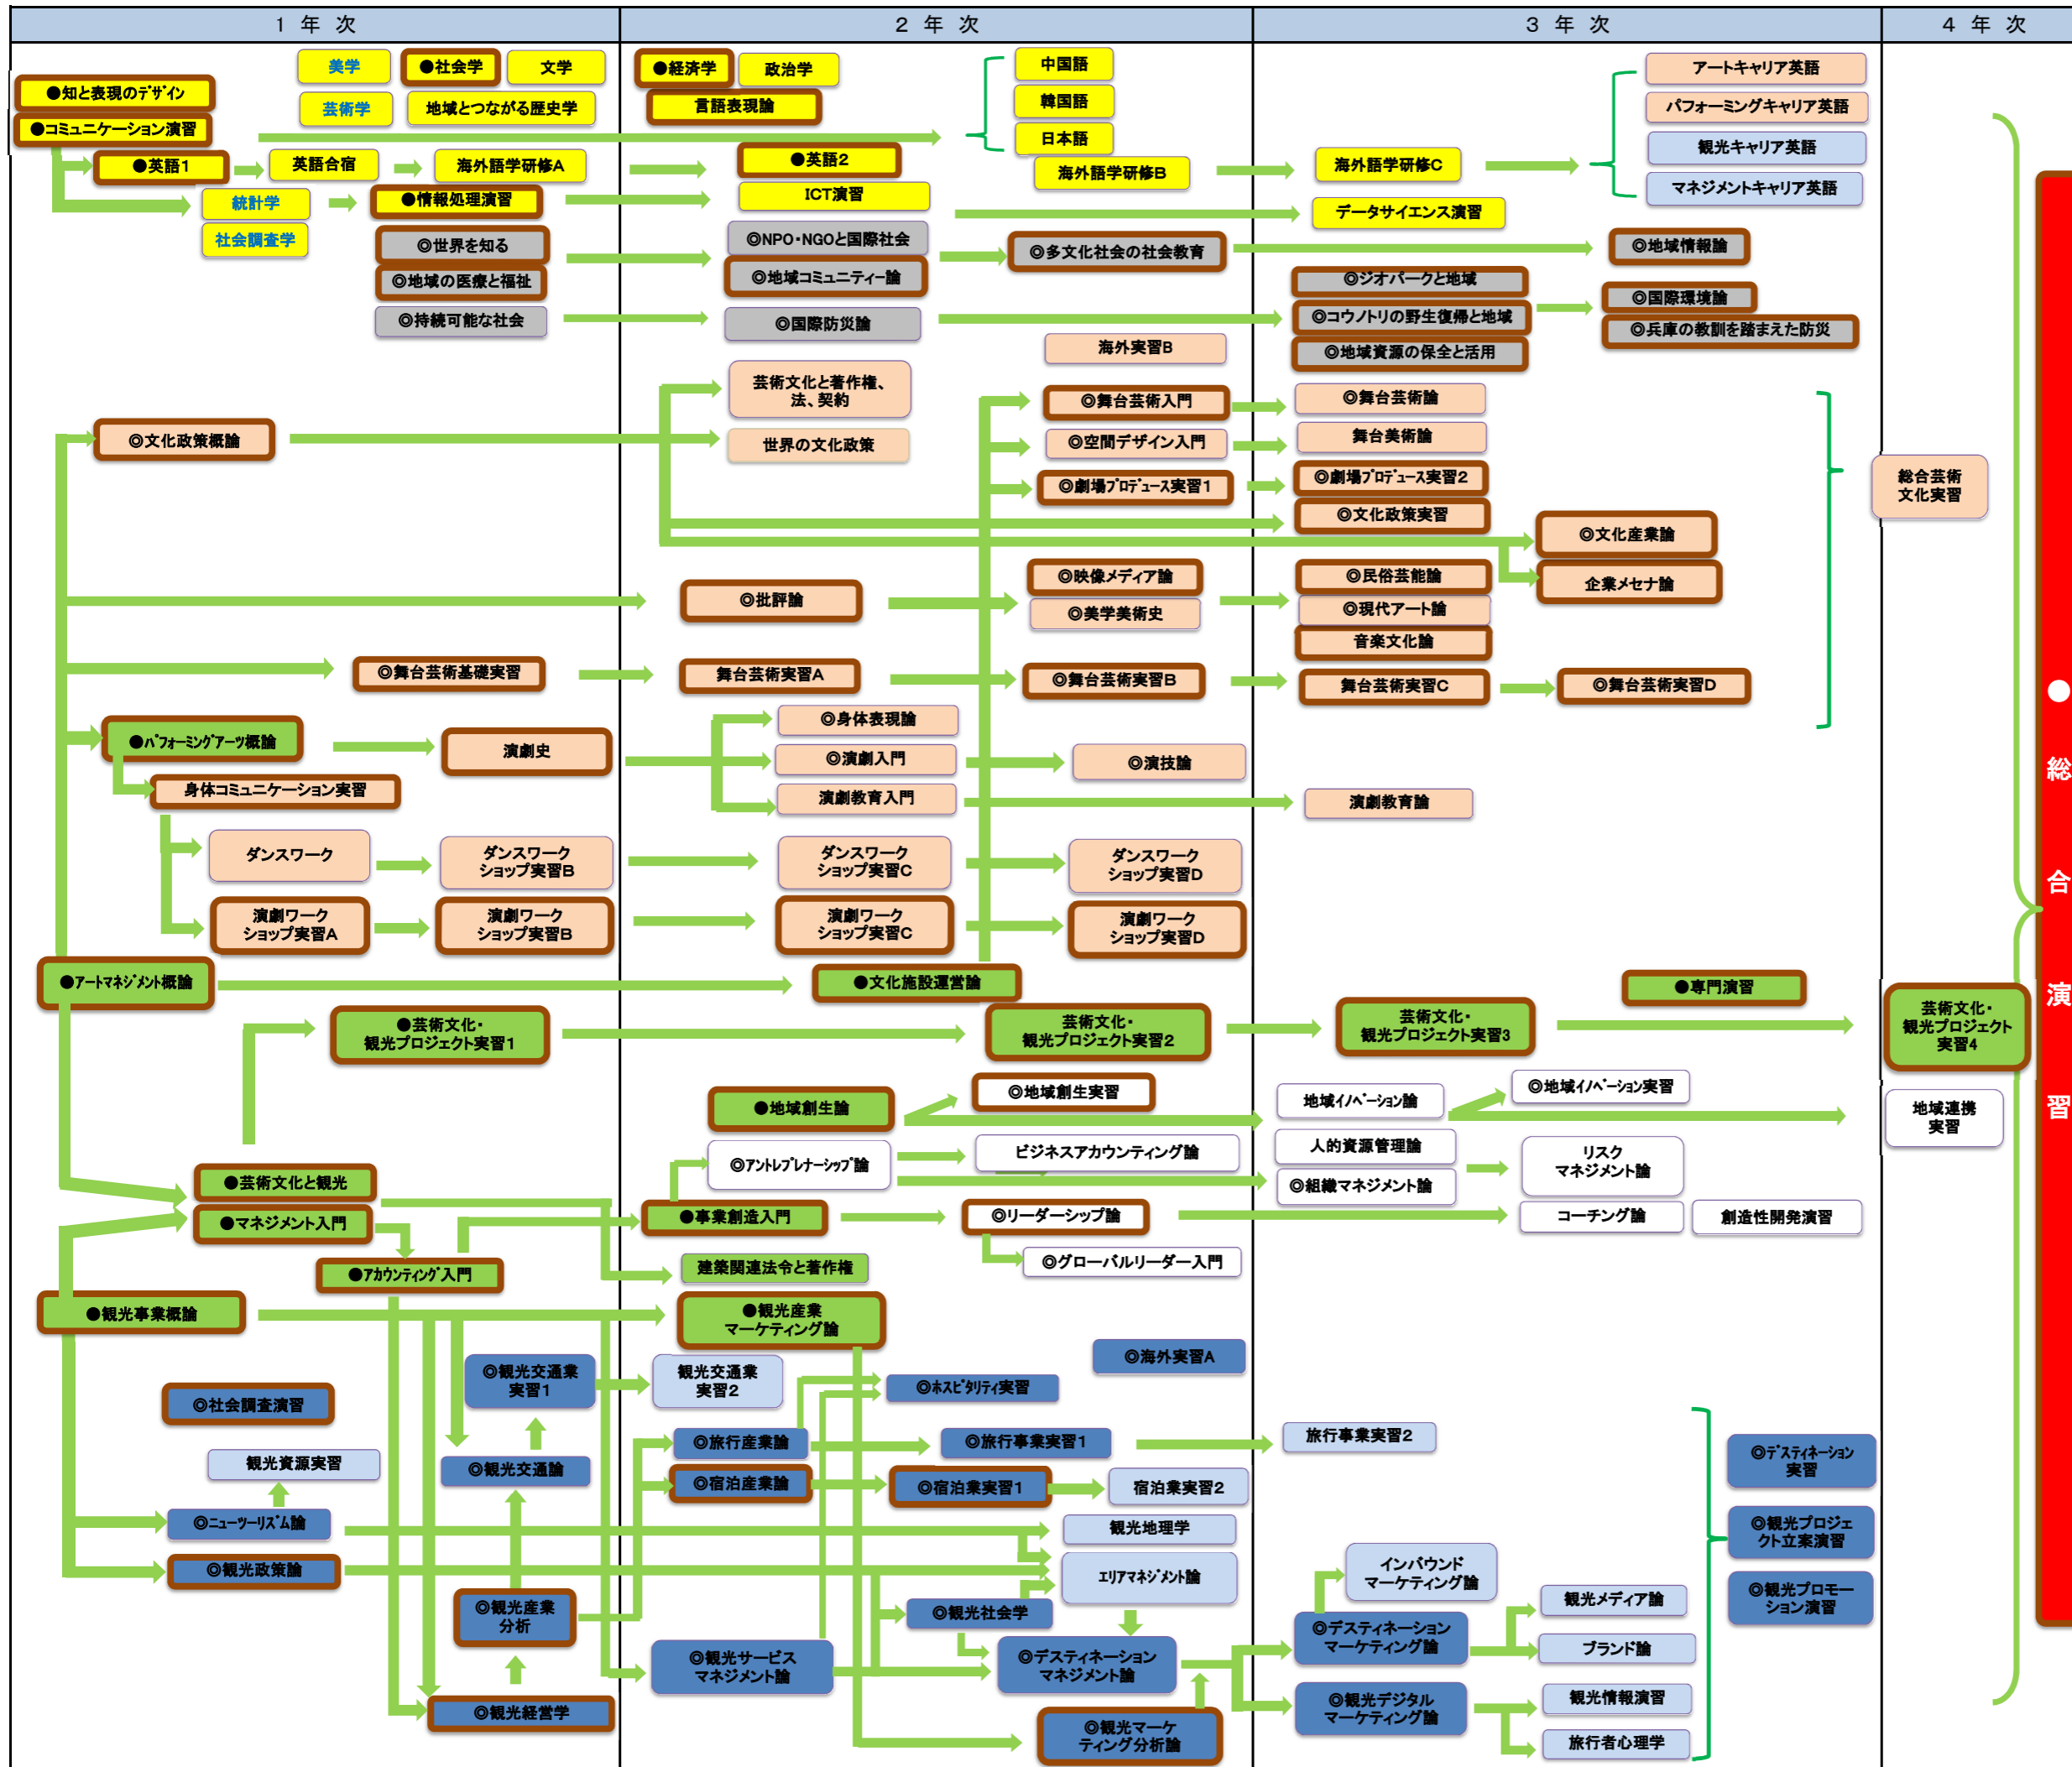 1 年 次
2 年 次
3 年 次
4 年 次
美学
●社会学
文学
●経済学
政治学
中国語
アートキャリア英語
●知と表現のデザイン
芸術学
地域とつながる歴史学
言語表現論
韓国語
パフォーミングキャリア英語
●コミュニケーション演習
日本語
観光キャリア英語
●英語1
英語合宿
海外語学研修A
●英語2
海外語学研修B
海外語学研修C
マネジメントキャリア英語
統計学
●情報処理演習
ICT演習
データサイエンス演習
社会調査学
◎世界を知る
◎NPO・NGOと国際社会
◎多文化社会の社会教育
◎地域情報論
◎地域の医療と福祉
◎地域コミュニティー論
◎ジオパークと地域
◎国際環境論
◎持続可能な社会
◎国際防災論
◎コウノトリの野生復帰と地域
◎兵庫の教訓を踏まえた防災
海外実習B
◎地域資源の保全と活用
芸術文化と著作権、
法、契約
◎舞台芸術入門
◎舞台芸術論
◎文化政策概論
世界の文化政策
◎空間デザイン入門
舞台美術論
◎劇場プロデュース実習1
◎劇場プロデュース実習2
総合芸術
文化実習
◎文化政策実習
◎文化産業論
◎批評論
◎映像メディア論
◎民俗芸能論
企業メセナ論
◎美学美術史
◎現代アート論
音楽文化論
◎舞台芸術基礎実習
舞台芸術実習A
◎舞台芸術実習B
舞台芸術実習C
◎舞台芸術実習D
●パフォーミングアーツ概論
演劇史
◎身体表現論
◎演劇入門
◎演技論
身体コミュニケーション実習
演劇教育入門
演劇教育論
ダンスワーク
ダンスワーク
ショップ実習B
ダンスワーク
ショップ実習C
ダンスワーク
ショップ実習D
演劇ワーク
ショップ実習A
演劇ワーク
ショップ実習B
演劇ワーク
ショップ実習C
演劇ワーク
ショップ実習D
●アートマネジメント概論
●文化施設運営論
●専門演習
●芸術文化・
観光プロジェクト実習1
芸術文化・
観光プロジェクト実習2
芸術文化・
観光プロジェクト実習3
芸術文化・
観光プロジェクト
実習4
●地域創生論
◎地域創生実習
地域イノベーション論
◎地域イノベーション実習
地域連携
実習
◎アントレプレナーシップ論
ビジネスアカウンティング論
人的資源管理論
リスク
マネジメント論
●芸術文化と観光
◎組織マネジメント論
●マネジメント入門
●事業創造入門
◎リーダーシップ論
コーチング論
創造性開発演習
●アカウンティング入門
建築関連法令と著作権
◎グローバルリーダー入門
●観光事業概論
●観光産業
マーケティング論
◎海外実習A
◎社会調査演習
◎観光交通業
実習1
観光交通業
実習2
◎ホスピタリティ実習
観光資源実習
◎観光交通論
◎旅行産業論
◎旅行事業実習1
旅行事業実習2
◎デスティネーション
実習
◎宿泊産業論
◎宿泊業実習1
宿泊業実習2
◎ニューツーリズム論
観光地理学
◎観光プロジェ
クト立案演習
◎観光政策論
エリアマネジメント論
インバウンド
マーケティング論
◎観光産業
分析
◎観光社会学
観光メディア論
◎観光プロモー
ション演習
◎観光サービス
マネジメント論
◎デスティネーション
マネジメント論
◎デスティネーション
マーケティング論
ブランド論
◎観光経営学
◎観光マーケ
ティング分析論
◎観光デジタル
マーケティング論
観光情報演習
旅行者心理学
●
総
合
演
習